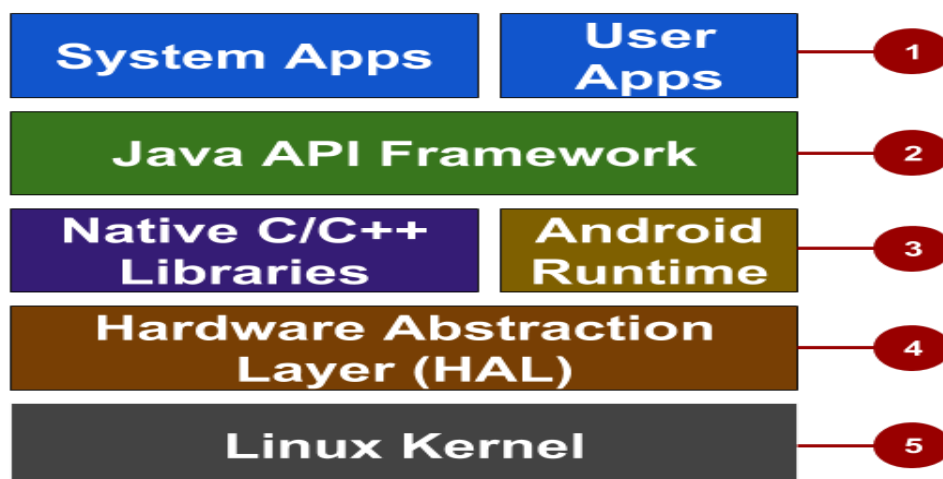 System Apps
User
Apps
1
Java API Framework
2
Native C/C++
Libraries
Android
Runtime
3
Hardware Abstraction
Layer (HAL)
4
Linux Kernel
5